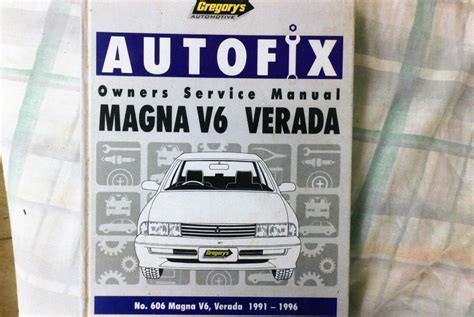 Gregory's
AUTOMOTIVE
AUTOFIX
Owners Service Manual
MAGNA V6 VERADA
Gregory's
No. 606 Magna V6, Verada 1991 – 1996